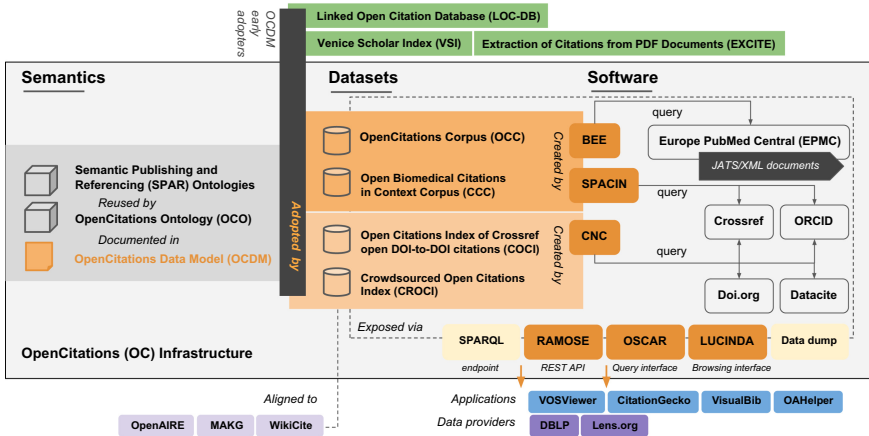 OCDM
early
adopters
Linked Open Citation Database (LOC-DB)
Venice Scholar Index (VSI)
Extraction of Citations from PDF Documents (EXCITE)
Semantics
Datasets
Software
Semantic Publishing and
Referencing (SPAR) Ontologies
Reused by
OpenCitations Ontology (OCO)
Documented in
OpenCitations Data Model (OCDM)
Adopted by
OpenCitations Corpus (OCC)
Open Biomedical Citations
in Context Corpus (CCC)
Created by
BEE
SPACIN
query
Europe PubMed Central (EPMC)
JATS/XML documents
query
Crossref
ORCID
Open Citations Index of Crossref
open DOI-to-DOI citations (COCI)
Crowdsourced Open Citations
Index (CROCI)
Created by
CNC
query
Doi.org
Datacite
OpenCitations (OC) Infrastructure
Exposed via
SPARQL
RAMOSE
OSCAR
LUCINDA
Data dump
endpoint
REST API
Query interface
Browsing interface
Aligned to
OpenAIRE
MAKG
WikiCite
Applications
VOSViewer
CitationGecko
VisualBib
OAHelper
Data providers
DBLP
Lens.org